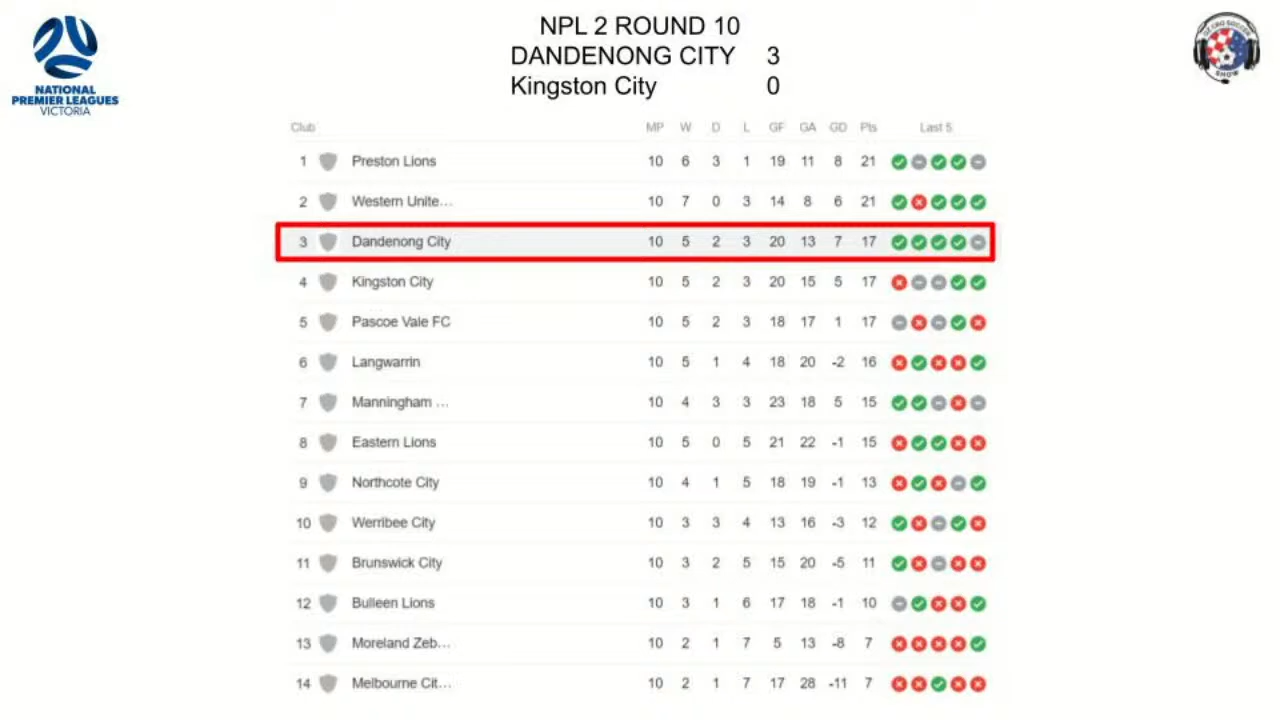 NPL 2 ROUND 10
DANDENONG CITY 3
Kingston City 0
NATIONAL
PREMIER LEAGUES
VICTORIA
OZ CRO SOCCER
SHOW
Club MP W D L GF GA GD Pts Last 5
1 Preston Lions 10 6 3 1 19 11 8 21
2 Western Unite... 10 7 0 3 14 8 6 21
3 Dandenong City 10 5 2 3 20 13 7 17
4 Kingston City 10 5 2 3 20 15 5 17
5 Pascoe Vale FC 10 5 2 3 18 17 1 17
6 Langwarrin 10 5 1 4 18 20 -2 16
7 Manningham ... 10 4 3 3 23 18 5 15
8 Eastern Lions 10 5 0 5 21 22 -1 15
9 Northcote City 10 4 1 5 18 19 -1 13
10 Werribee City 10 3 3 4 13 16 -3 12
11 Brunswick City 10 3 2 5 15 20 -5 11
12 Bulleen Lions 10 3 1 6 17 18 -1 10
13 Moreland Zeb... 10 2 1 7 5 13 -8 7
14 Melbourne Cit... 10 2 1 7 17 28 -11 7